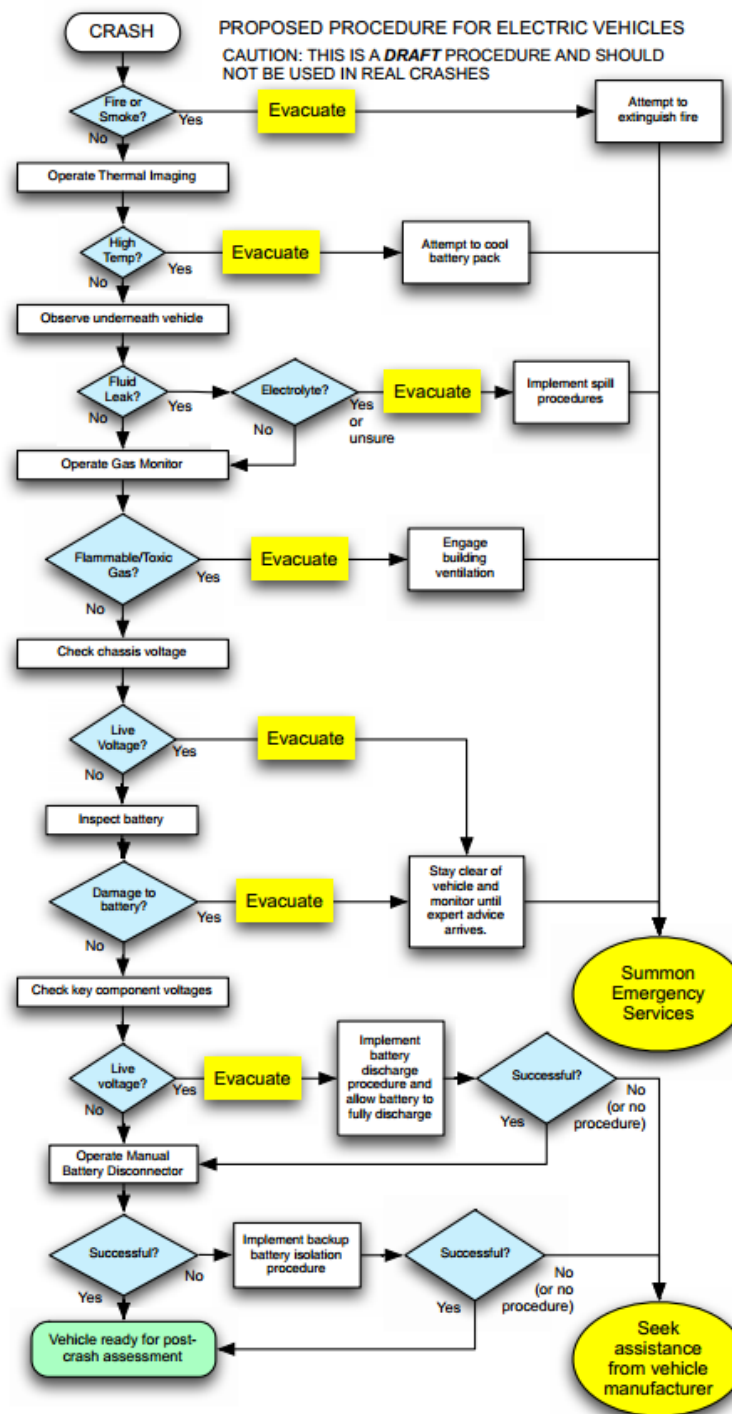 CRASH
PROPOSED PROCEDURE FOR ELECTRIC VEHICLES
CAUTION: THIS IS A DRAFT PROCEDURE AND SHOULD
NOT BE USED IN REAL CRASHES
Fire or
Smoke?
Yes
No
Evacuate
Attempt to
extinguish fire
Operate Thermal Imaging
High
Temp?
Yes
No
Evacuate
Attempt to cool
battery pack
Observe underneath vehicle
Fluid
Leak?
Yes
No
Electrolyte?
Yes
or
unsure
No
Evacuate
Implement spill
procedures
Operate Gas Monitor
Flammable/Toxic
Gas?
Yes
No
Evacuate
Engage
building
ventilation
Check chassis voltage
Live
Voltage?
Yes
No
Evacuate
Inspect battery
Damage to
battery?
Yes
No
Evacuate
Stay clear of
vehicle and
monitor until
expert advice
arrives.
Summon
Emergency
Services
Check key component voltages
Live
voltage?
Yes
No
Evacuate
Implement
battery
discharge
procedure and
allow battery to
fully discharge
Successful?
Yes
No
(or no
procedure)
Operate Manual
Battery Disconnector
Successful?
No
Yes
Implement backup
battery isolation
procedure
Successful?
No
(or no
procedure)
Yes
Vehicle ready for post-
crash assessment
Seek
assistance
from vehicle
manufacturer